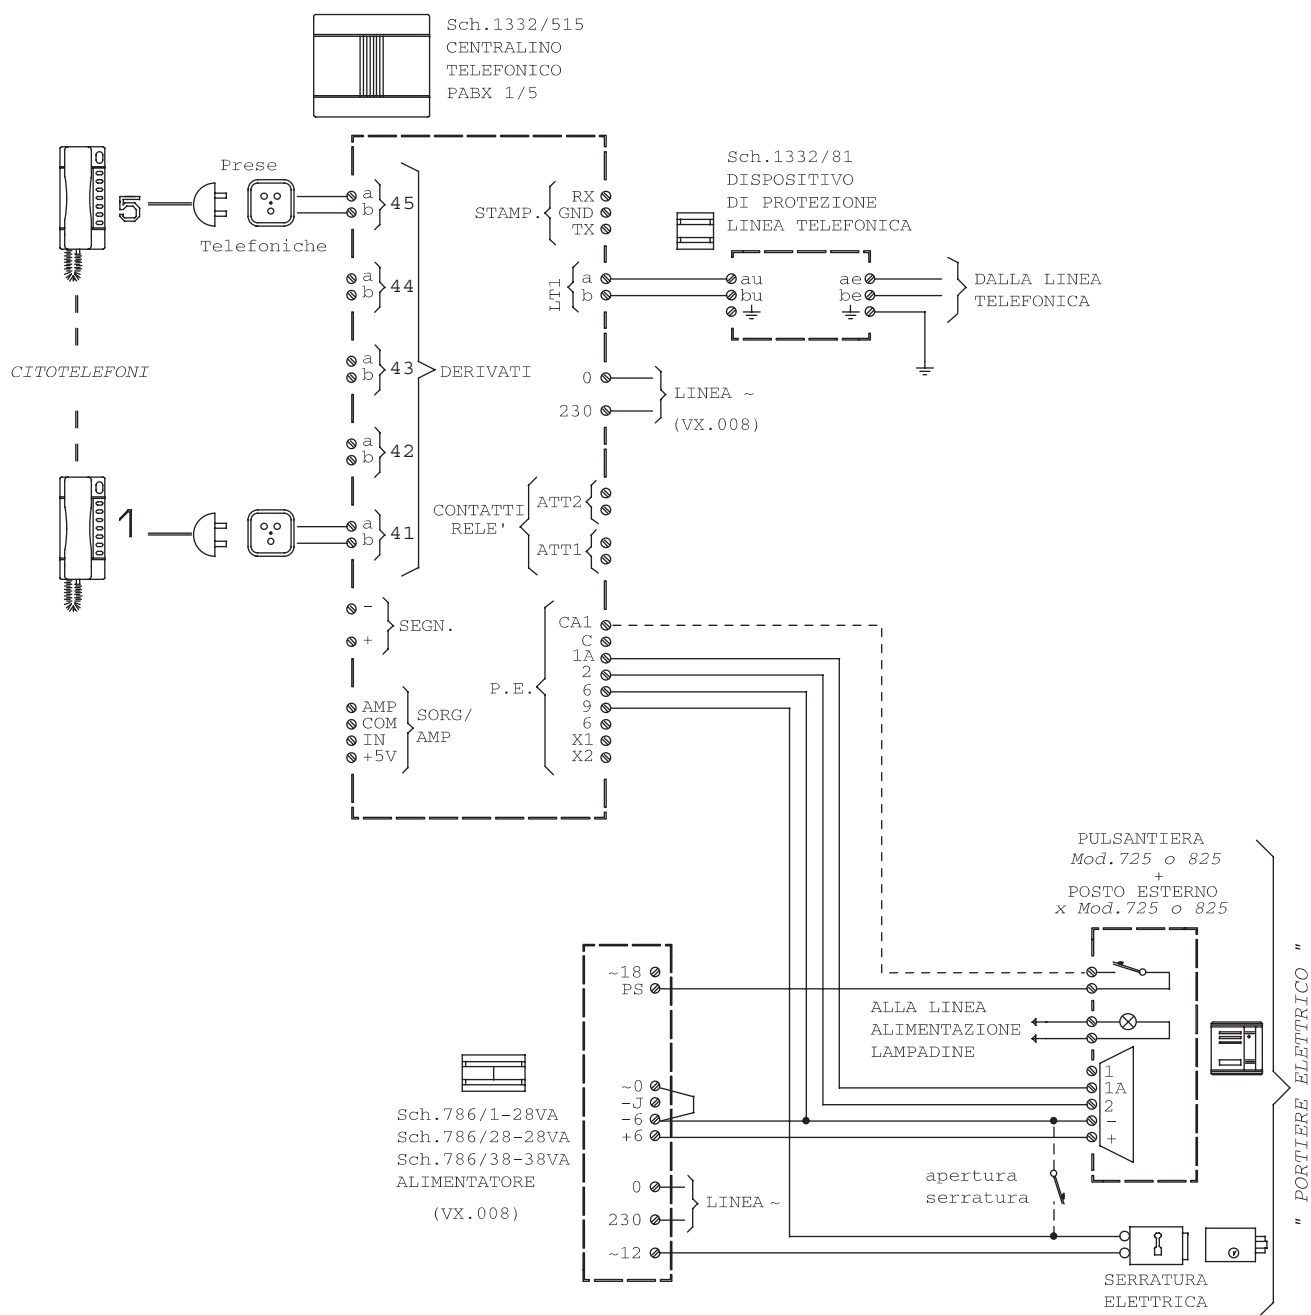 Sch.1332/515
CENTRALINO
TELEFONICO
PABX 1/5
Prese
Telefoniche
5
CITOTELEFONI
1
a
b
45
a
b
44
a
b
43
a
b
42
a
b
41
DERIVATI
-
+
SEGN.
AMP
COM
IN
+5V
SORG/
AMP
STAMP.
RX
GND
TX
LT1
a
b
0
230
LINEA ~
(VX.008)
CONTATTI
RELE'
ATT2
ATT1
P.E.
CA1
C
1A
2
6
9
6
X1
X2
Sch.1332/81
DISPOSITIVO
DI PROTEZIONE
LINEA TELEFONICA
au
bu
ae
be
DALLA LINEA
TELEFONICA
PULSANTIERA
Mod.725 o 825
+
POSTO ESTERNO
x Mod.725 o 825
ALLA LINEA
ALIMENTAZIONE
LAMPADINE
1
1A
2
-
+
" PORTIERE ELETTRICO "
~18
PS
~0
-J
-6
+6
0
230
~12
LINEA ~
Sch.786/1-28VA
Sch.786/28-28VA
Sch.786/38-38VA
ALIMENTATORE
(VX.008)
apertura
serratura
SERRATURA
ELETTRICA